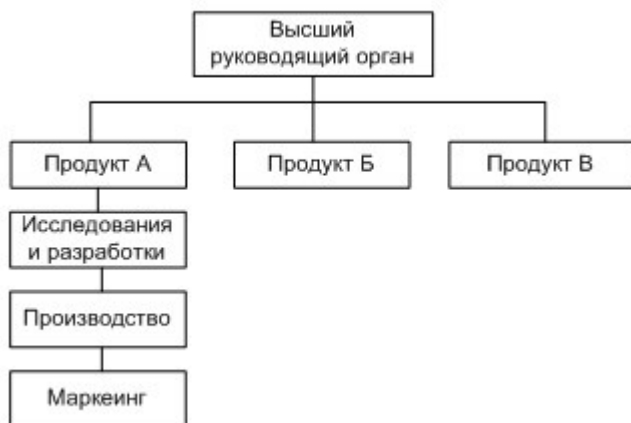 Высший
руководящий орган
Продукт А
Продукт Б
Продукт В
Исследования
и разработки
Производство
Маркеинг